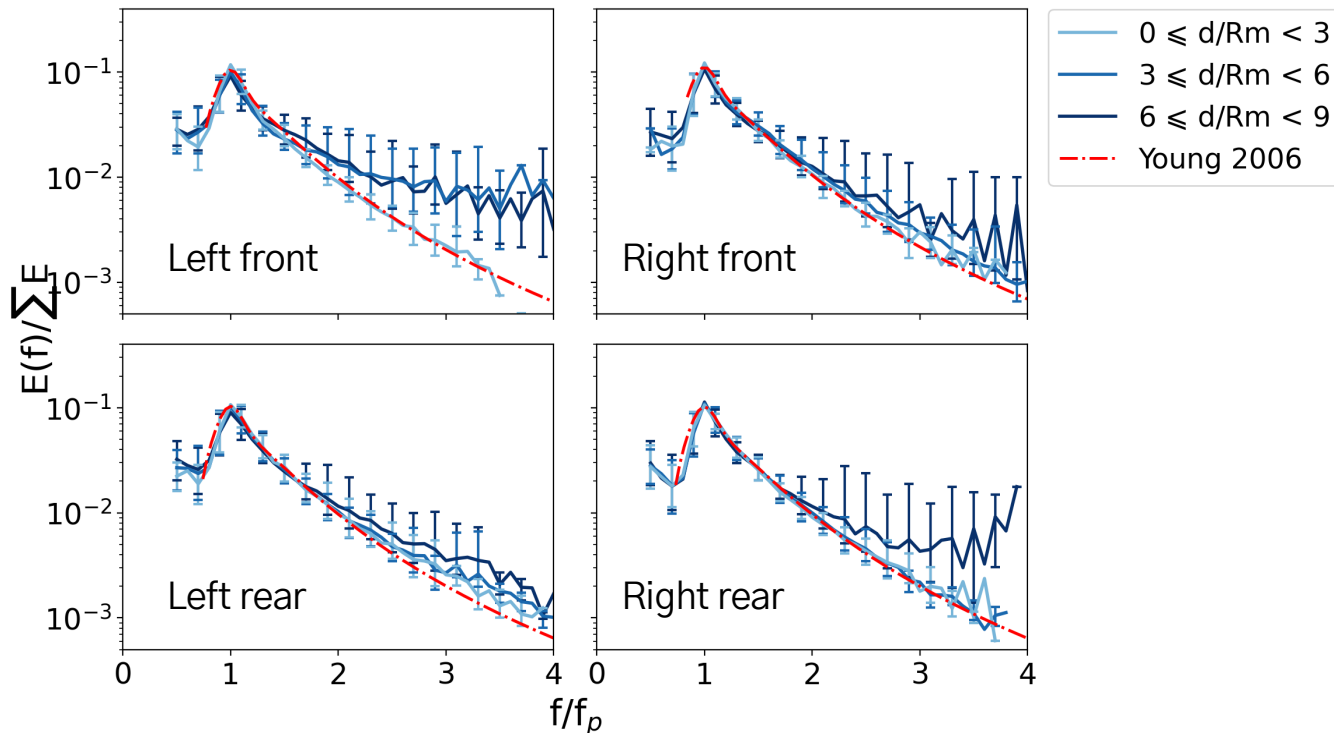 0 ⩽ d/Rm < 3
3 ⩽ d/Rm < 6
6 ⩽ d/Rm < 9
Young 2006
E(f)/∑E
10⁻¹
10⁻²
10⁻³
Left front
Right front
10⁻¹
10⁻²
10⁻³
Left rear
Right rear
0 1 2 3 4
0 1 2 3 4
f/fₚ